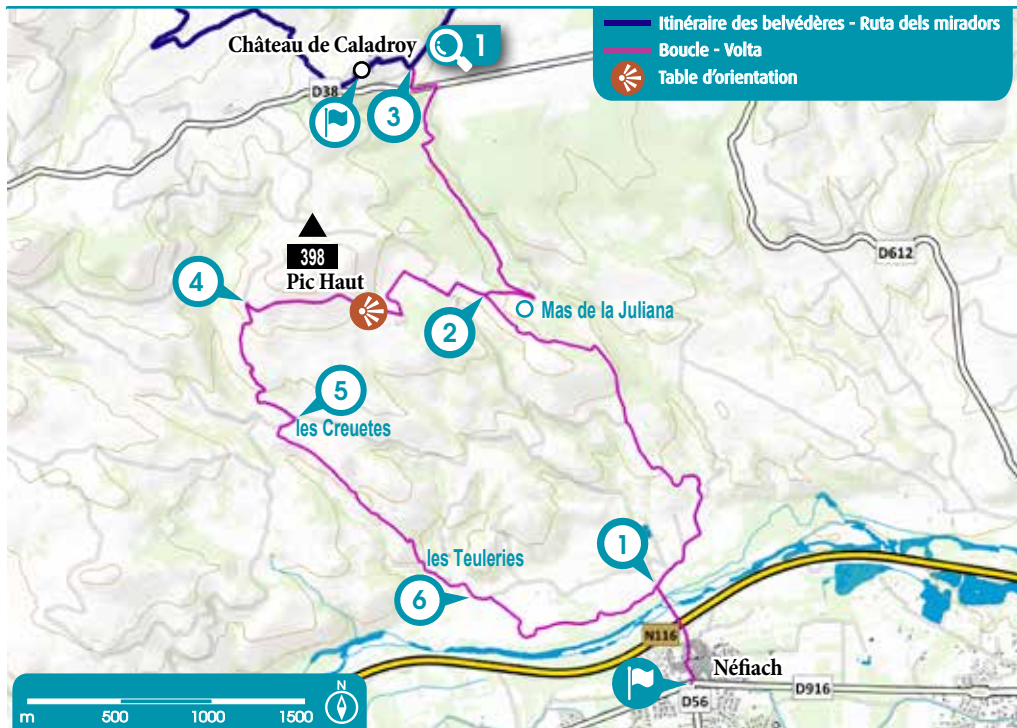 Itinéraire des belvédères - Ruta dels miradors
Boucle - Volta
Table d'orientation
Château de Caladroy
1
D38
3
398
Pic Haut
4
D612
Mas de la Juliana
2
5
les Creuetes
1
les Teuleries
6
N116
Néfiach
D916
D56
N
m 500 1000 1500